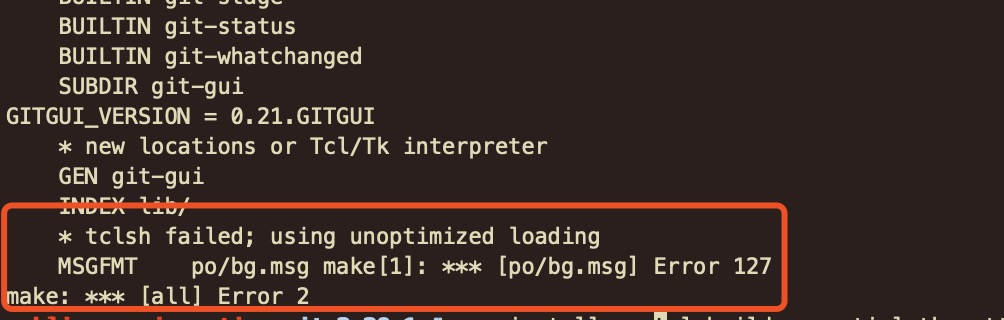 BUILTIN git-stage
BUILTIN git-status
BUILTIN git-whatchanged
SUBDIR git-gui
GITGUI_VERSION = 0.21.GITGUI
* new locations or Tcl/Tk interpreter
GEN git-gui
INDEX lib/
* tclsh failed; using unoptimized loading
MSGFMT    po/bg.msg make[1]: *** [po/bg.msg] Error 127
make: *** [all] Error 2